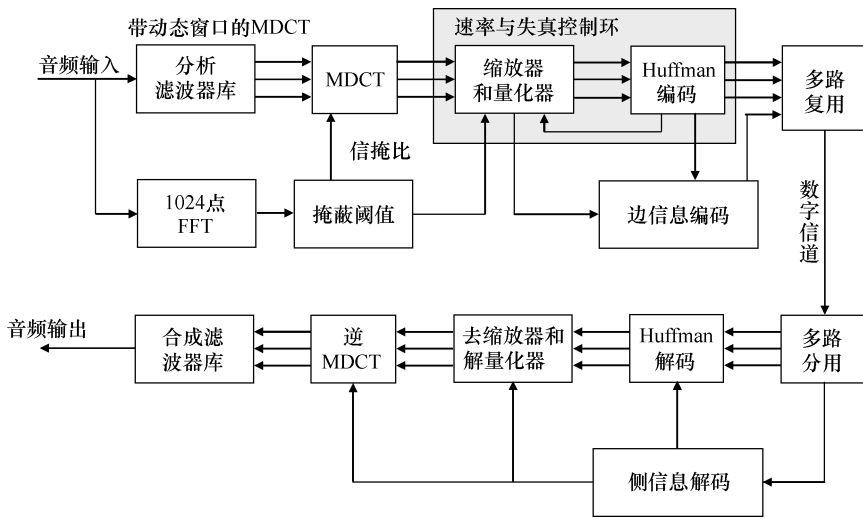 带动态窗口的MDCT
速率与失真控制环
音频输入
分析
滤波器库
MDCT
缩放器
和量化器
Huffman
编码
多路
复用
信掩比
1024点
FFT
掩蔽阈值
边信息编码
数字信道
音频输出
合成滤
波器库
逆
MDCT
去缩放器和
解量化器
Huffman
解码
多路
分用
侧信息解码